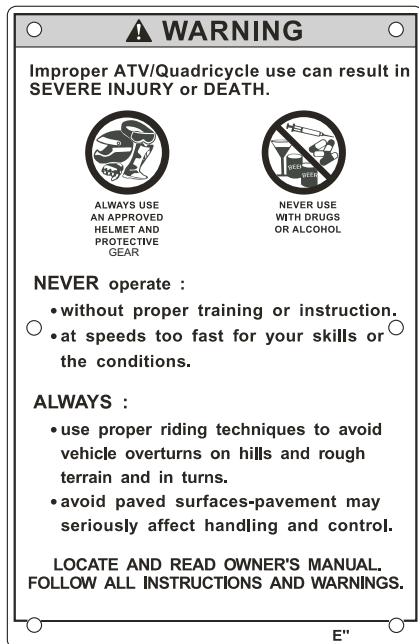 WARNING
Improper ATV/Quadricycle use can result in
SEVERE INJURY or DEATH.
ALWAYS USE
AN APPROVED
HELMET AND
PROTECTIVE
GEAR
NEVER USE
WITH DRUGS
OR ALCOHOL
BEER
BEER
NEVER operate :
•without proper training or instruction.
•at speeds too fast for your skills or
the conditions.
ALWAYS :
•use proper riding techniques to avoid
vehicle overturns on hills and rough
terrain and in turns.
•avoid paved surfaces-pavement may
seriously affect handling and control.
LOCATE AND READ OWNER'S MANUAL.
FOLLOW ALL INSTRUCTIONS AND WARNINGS.
E"